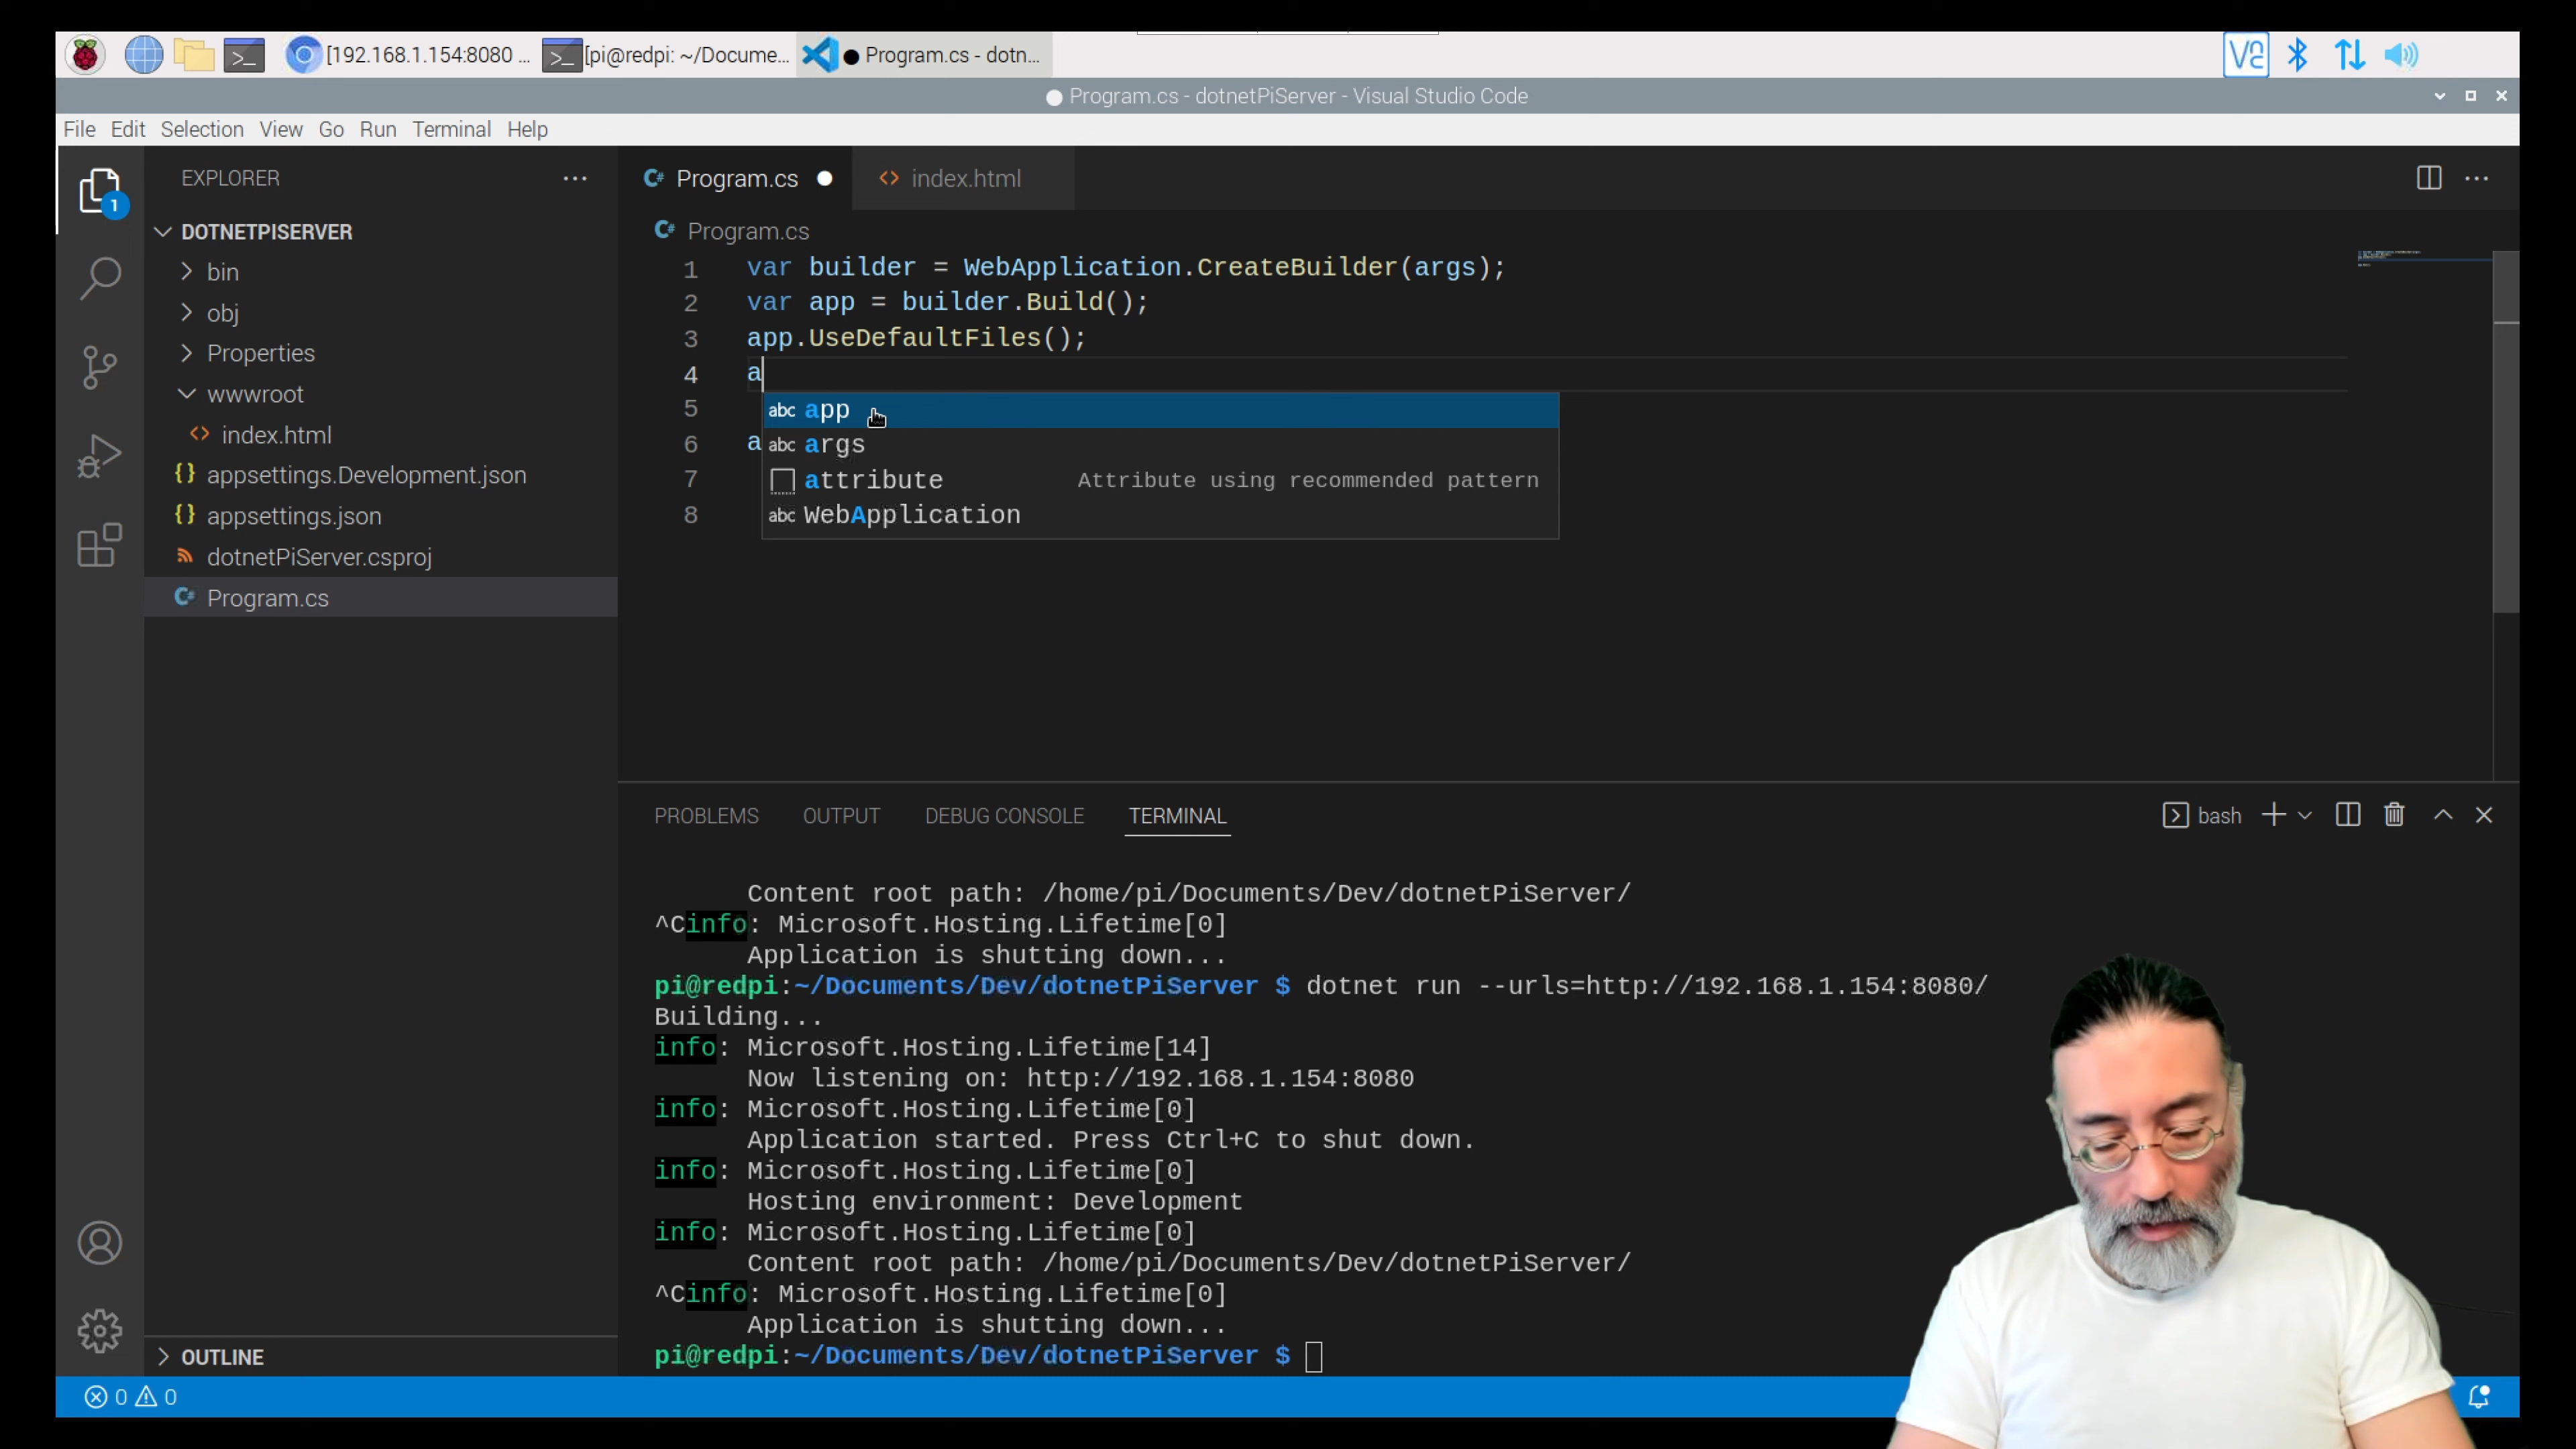 [192.168.1.154:8080 ...
[pi@redpi: ~/Docume...
Program.cs - dotn...
Program.cs - dotnetPiServer - Visual Studio Code
File Edit Selection View Go Run Terminal Help
EXPLORER
DOTNETPISERVER
bin
obj
Properties
wwwroot
index.html
appsettings.Development.json
appsettings.json
dotnetPiServer.csproj
Program.cs
OUTLINE
1
Program.cs
index.html
Program.cs
1 var builder = WebApplication.CreateBuilder(args);
2 var app = builder.Build();
3 app.UseDefaultFiles();
4 a
5
6 a
7
8
abc app
abc args
attribute Attribute using recommended pattern
abc WebApplication
PROBLEMS OUTPUT DEBUG CONSOLE TERMINAL
bash
Content root path: /home/pi/Documents/Dev/dotnetPiServer/
^Cinfo: Microsoft.Hosting.Lifetime[0]
Application is shutting down...
pi@redpi:~/Documents/Dev/dotnetPiServer $ dotnet run --urls=http://192.168.1.154:8080/
Building...
info: Microsoft.Hosting.Lifetime[14]
Now listening on: http://192.168.1.154:8080
info: Microsoft.Hosting.Lifetime[0]
Application started. Press Ctrl+C to shut down.
info: Microsoft.Hosting.Lifetime[0]
Hosting environment: Development
info: Microsoft.Hosting.Lifetime[0]
Content root path: /home/pi/Documents/Dev/dotnetPiServer/
^Cinfo: Microsoft.Hosting.Lifetime[0]
Application is shutting down...
pi@redpi:~/Documents/Dev/dotnetPiServer $
0 0